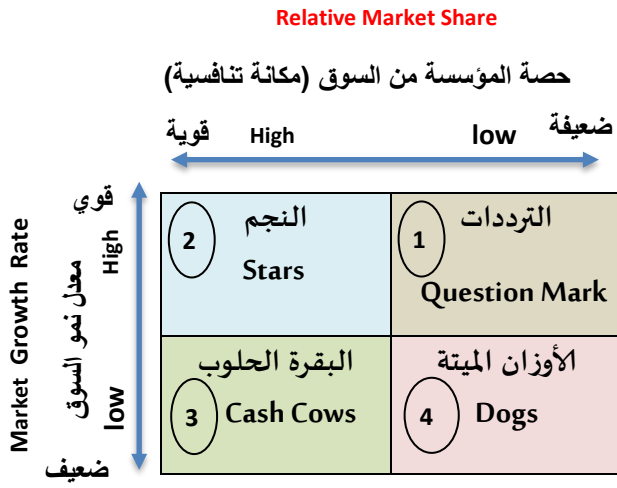 Relative Market Share
حصة المؤسسة من السوق (مكانة تنافسية)
قوية High low ضعيفة
Market Growth Rate
معدل نمو السوق
قوي
High
low
ضعيف
2
النجم
Stars
1
الترددات
Question Mark
3
البقرة الحلوب
Cash Cows
4
الأوزان الميتة
Dogs